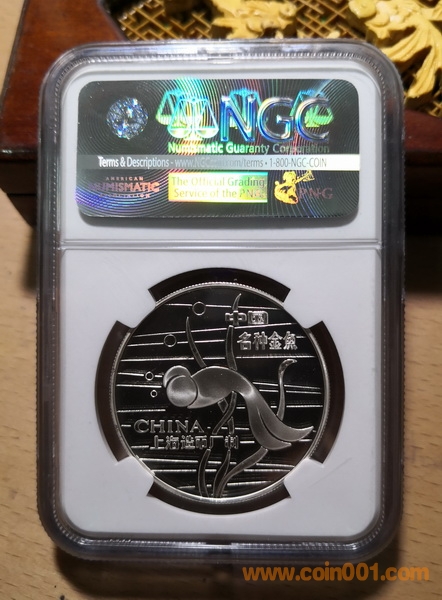 NGC
Numismatic Guaranty Corporation
Terms & Descriptions - www.NGCcoin.com/terms • 1-800-NGC-COIN
AMERICAN
NUMISMATIC
ASSOCIATION
The Official Grading
Service of the PNG
PNG
中国
名种金鱼
CHINA
上海造币厂制
www.coin001.com